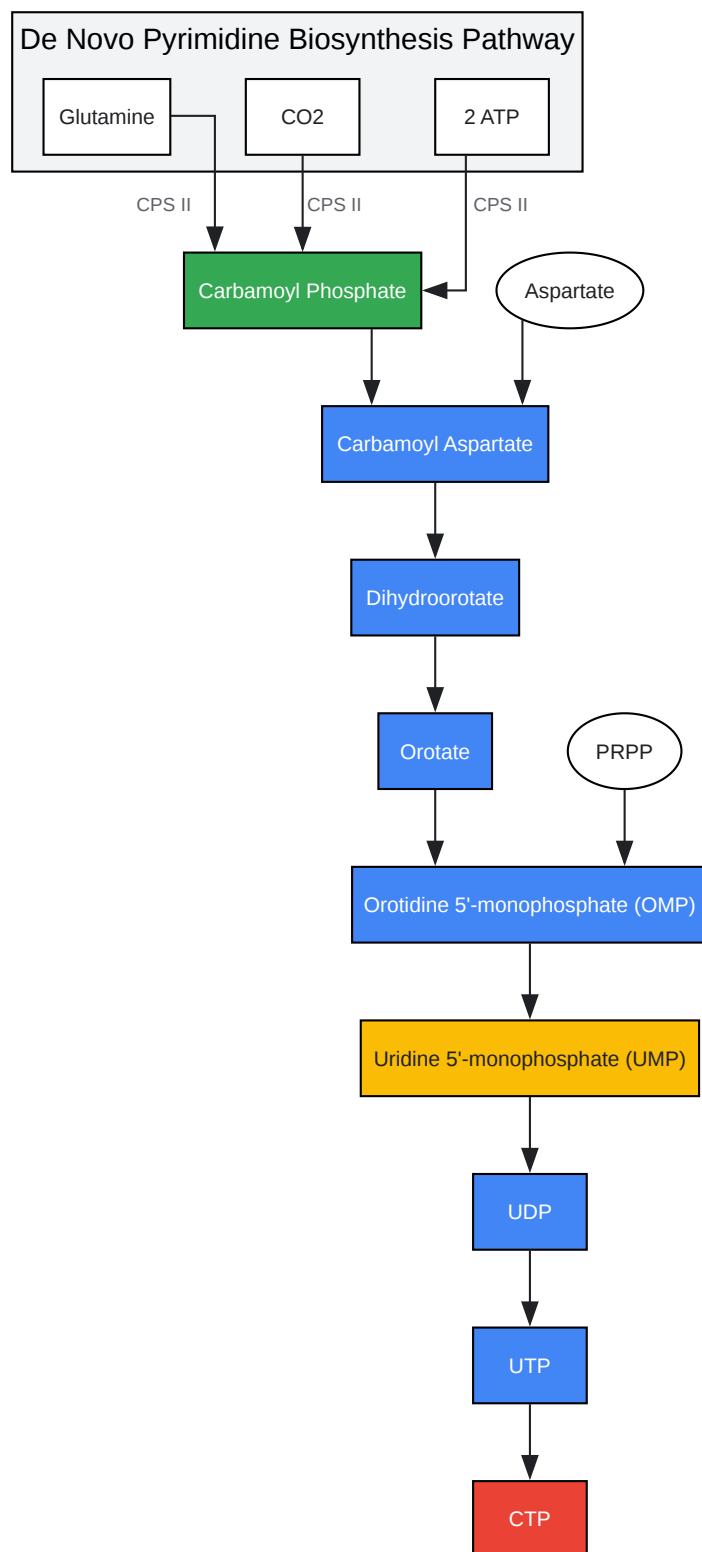 De Novo Pyrimidine Biosynthesis Pathway
Glutamine
CO2
2 ATP
CPS II
CPS II
CPS II
Carbamoyl Phosphate
Aspartate
Carbamoyl Aspartate
Dihydroorotate
Orotate
PRPP
Orotidine 5'-monophosphate (OMP)
Uridine 5'-monophosphate (UMP)
UDP
UTP
CTP